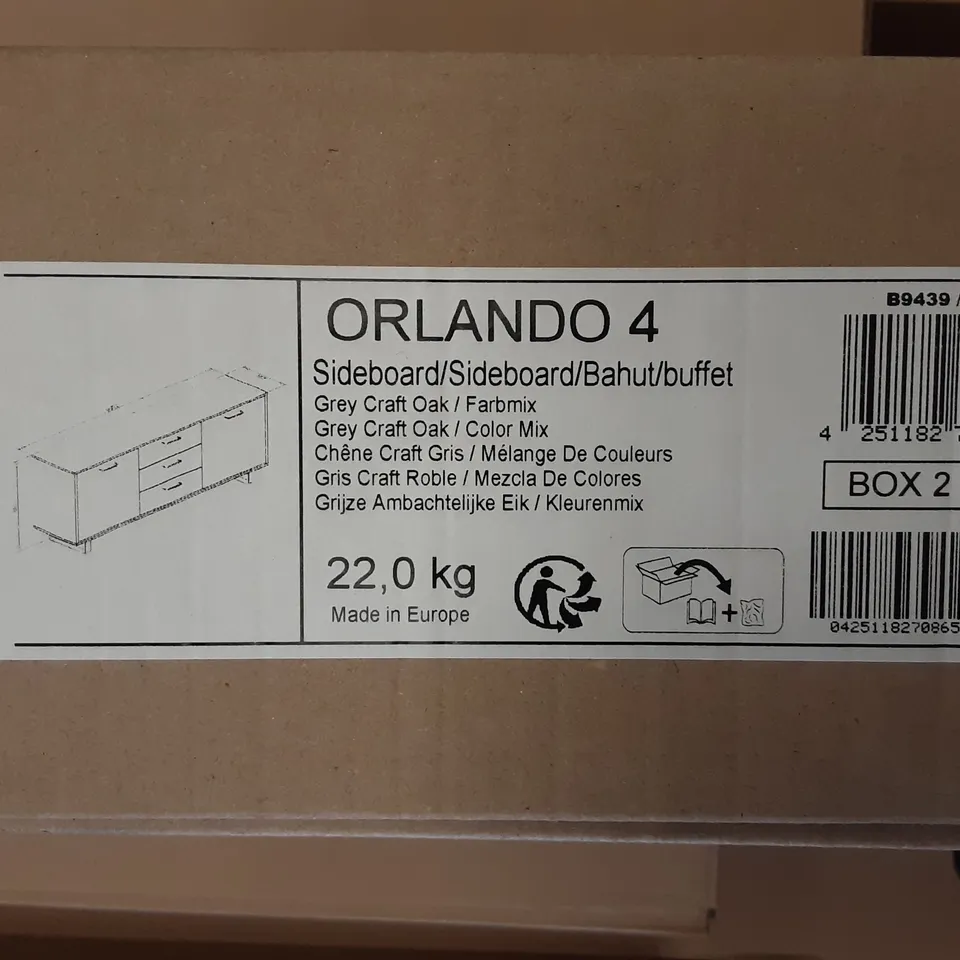 ORLANDO 4
Sideboard/Sideboard/Bahut/buffet
Grey Craft Oak / Farbmix
Grey Craft Oak / Color Mix
Chêne Craft Gris / Mélange De Couleurs
Gris Craft Roble / Mezcla De Colores
Grijze Ambachtelijke Eik / Kleurenmix
22,0 kg
Made in Europe
B9439 /
4 251182 7
BOX 2
0425118270865